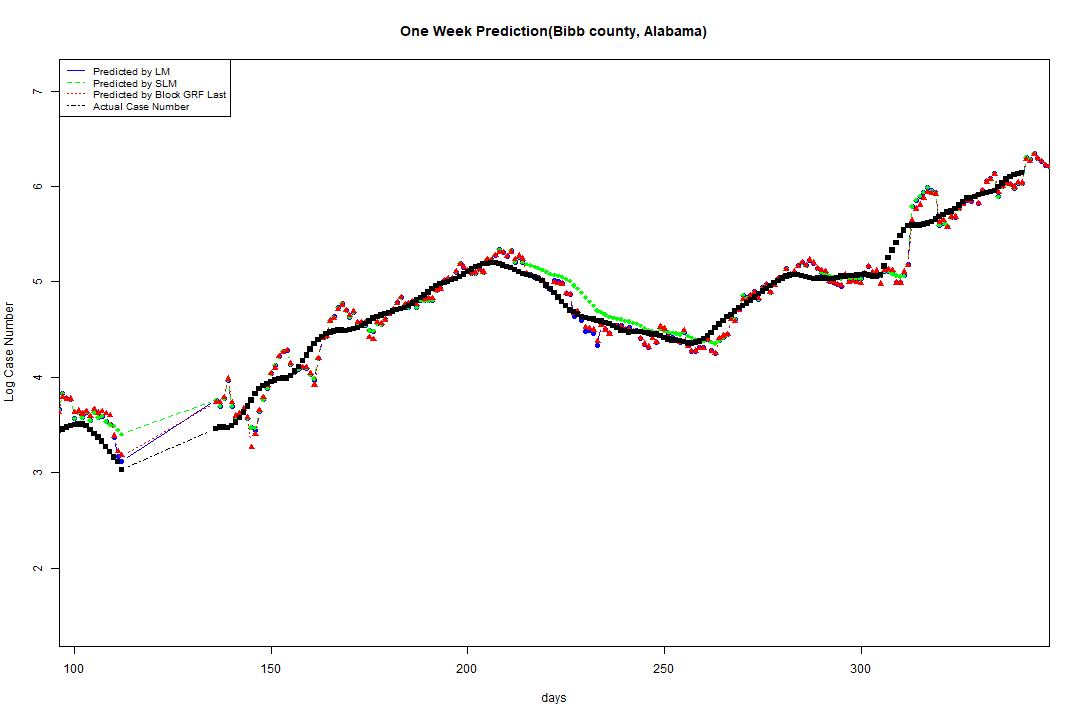 One Week Prediction(Bibb county, Alabama)
Predicted by LM
Predicted by SLM
Predicted by Block GRF Last
Actual Case Number
7
6
5
4
3
2
Log Case Number
100 150 200 250 300
days